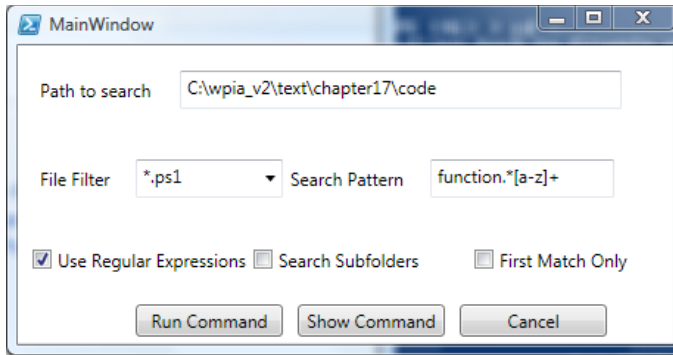 MainWindow
Path to search C:\wpia_v2\text\chapter17\code
File Filter *.ps1 Search Pattern function.*[a-z]+
Use Regular Expressions Search Subfolders First Match Only
Run Command Show Command Cancel